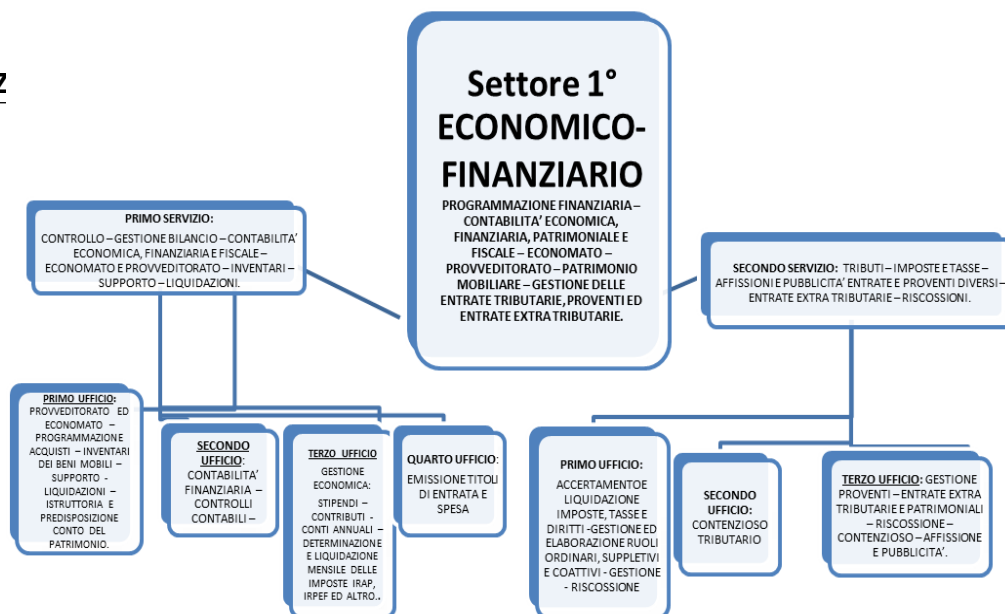 Z
Settore 1°
ECONOMICO-
FINANZIARIO
PROGRAMMAZIONE FINANZIARIA –
CONTABILITA’ ECONOMICA,
FINANZIARIA, PATRIMONIALE E
FISCALE – ECONOMATO –
PROVVEDITORATO – PATRIMONIO
MOBILIARE – GESTIONE DELLE
ENTRATE TRIBUTARIE, PROVENTI ED
ENTRATE EXTRA TRIBUTARIE.
PRIMO SERVIZIO:
CONTROLLO – GESTIONE BILANCIO – CONTABILITA’
ECONOMICA, FINANZIARIA E FISCALE –
ECONOMATO E PROVVEDITORATO – INVENTARI –
SUPPORTO – LIQUIDAZIONI.
SECONDO SERVIZIO: TRIBUTI – IMPOSTE E TASSE –
AFFISSIONI E PUBBLICITA’ ENTRATE E PROVENTI DIVERSI –
ENTRATE EXTRA TRIBUTARIE – RISCOSSIONI.
PRIMO UFFICIO:
PROVVEDITORATO ED
ECONOMATO –
PROGRAMMAZIONE
ACQUISTI – INVENTARI
DEI BENI MOBILI –
SUPPORTO -
LIQUIDAZIONI –
ISTRUTTORIA E
PREDISPOSIZIONE
CONTO DEL
PATRIMONIO.
SECONDO
UFFICIO:
CONTABILITA’
FINANZIARIA –
CONTROLLI
CONTABILI –
TERZO UFFICIO
GESTIONE
ECONOMICA:
STIPENDI –
CONTRIBUTI -
CONTI ANNUALI –
DETERMINAZIONE
E LIQUIDAZIONE
MENSILE DELLE
IMPOSTE IRAP,
IRPEF ED ALTRO..
QUARTO UFFICIO:
EMISSIONE TITOLI
DI ENTRATA E
SPESA
PRIMO UFFICIO:
ACCERTAMENTOE
LIQUIDAZIONE
IMPOSTE, TASSE E
DIRITTI -GESTIONE ED
ELABORAZIONE RUOLI
ORDINARI, SUPPLETIVI
E COATTIVI - GESTIONE
- RISCOSSIONE
SECONDO
UFFICIO:
CONTENZIOSO
TRIBUTARIO
TERZO UFFICIO: GESTIONE
PROVENTI – ENTRATE EXTRA
TRIBUTARIE E PATRIMONIALI
– RISCOSSIONE –
CONTENZIOSO – AFFISSIONE
E PUBBLICITA’.